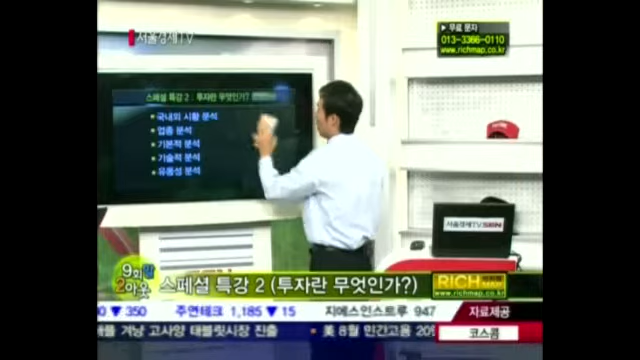 서울경제TV
▶ 무료 문자
013-3366-0110
www.richmap.co.kr
스페셜 특강 2 : 투자란 무엇인가?
• 국내외 시황 분석
• 업종 분석
• 기본적 분석
• 기술적 분석
• 유동성 분석
서울경제TV SEN
9회말
2아웃
스페셜 특강 2 (투자란 무엇인가?)
RICH
MAP
www.richmap.co.kr
0 ▼ 350 주연테크 1,185 ▼ 15 지에스인스트루 947
자료제공
겨냥 고사양 태블릿시장 진출 • 美 8월 민간고용
코스콤